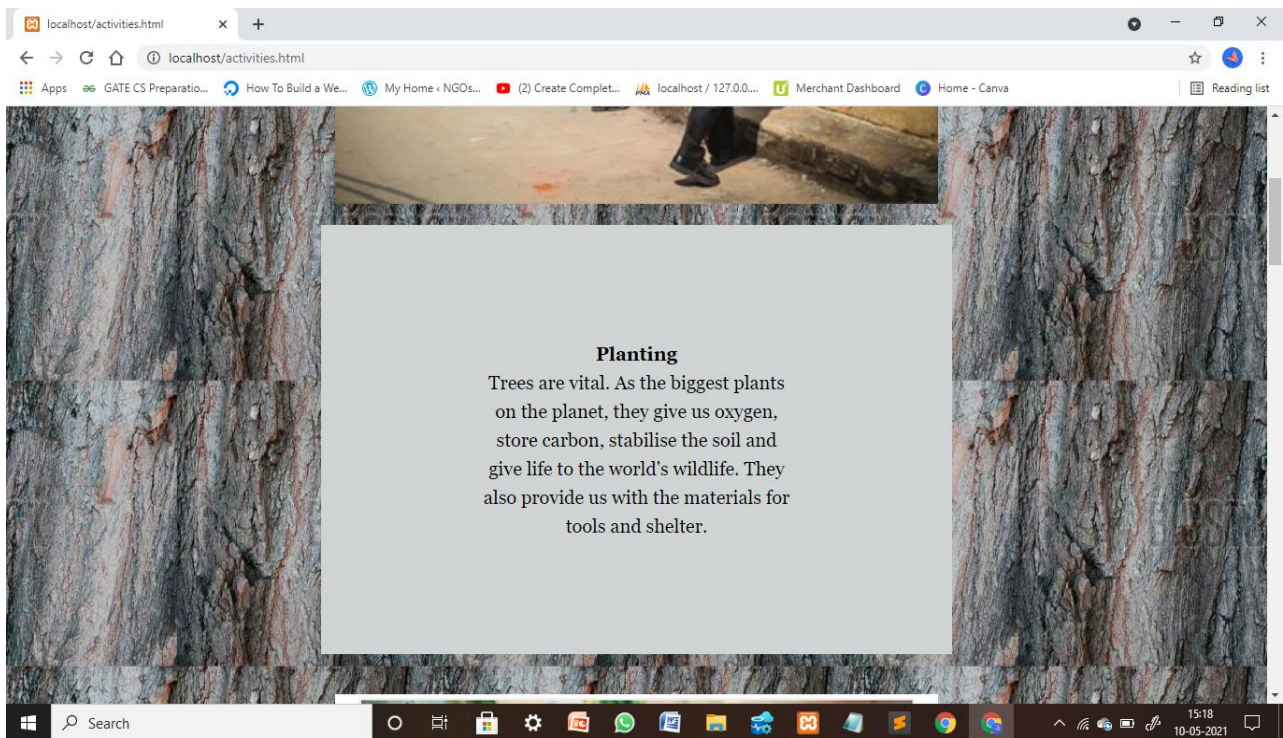 localhost/activities.html
localhost/activities.html
Apps
GATE CS Preparatio...
How To Build a We...
My Home ‹ NGOs...
(2) Create Complet...
localhost / 127.0.0....
Merchant Dashboard
Home - Canva
Reading list
Planting
Trees are vital. As the biggest plants
on the planet, they give us oxygen,
store carbon, stabilise the soil and
give life to the world's wildlife. They
also provide us with the materials for
tools and shelter.
Search
15:18
10-05-2021